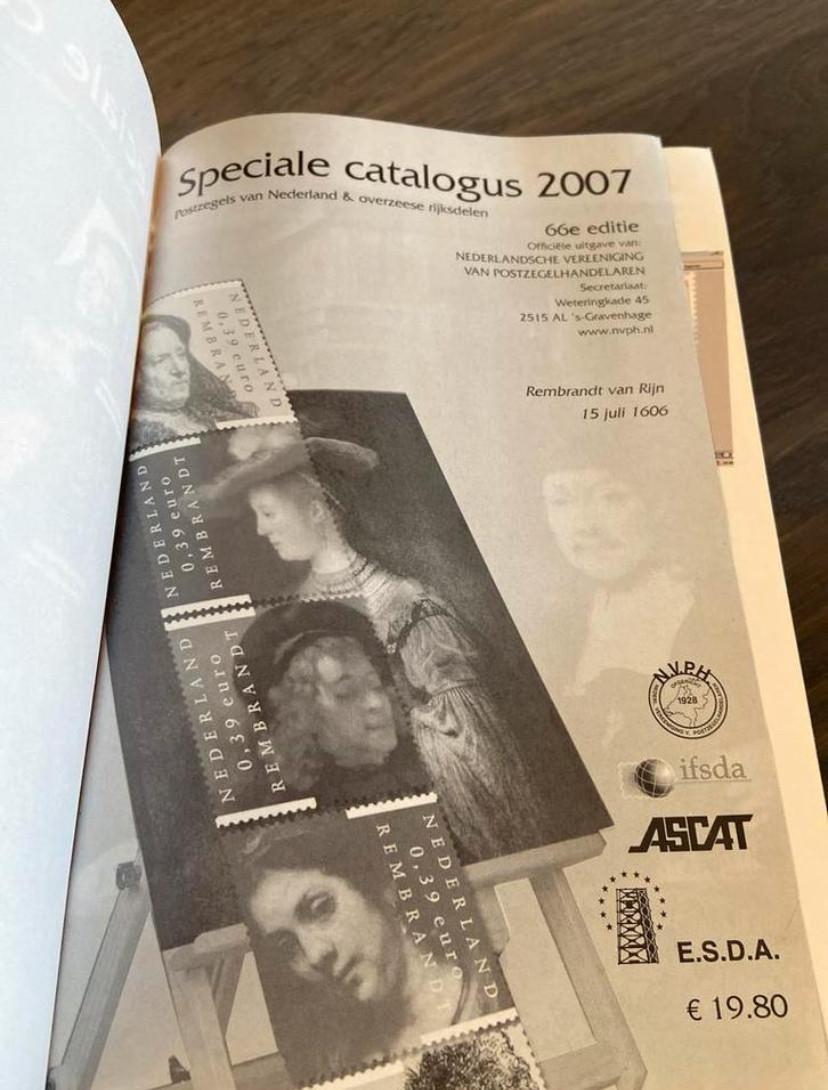 Speciale catalogus 2007
Postzegels van Nederland & overzeese rijksdelen
66e editie
Officiële uitgave van:
NEDERLANDSCHE VEREENIGING
VAN POSTZEGELHANDELAREN
Secretariaat:
Weteringkade 45
2515 AL 's-Gravenhage
www.nvph.nl
Rembrandt van Rijn
15 juli 1606
NEDERLAND
0,39 euro
NEDERLAND
0,39 euro
REMBRANDT
NEDERLAND
0,39 euro
REMBRANDT
NEDERLAND
0,39 euro
REMBRANDT
N.V.P.H.
OPGERICHT
1928
ifsda
ASCAT
E.S.D.A.
€ 19.80